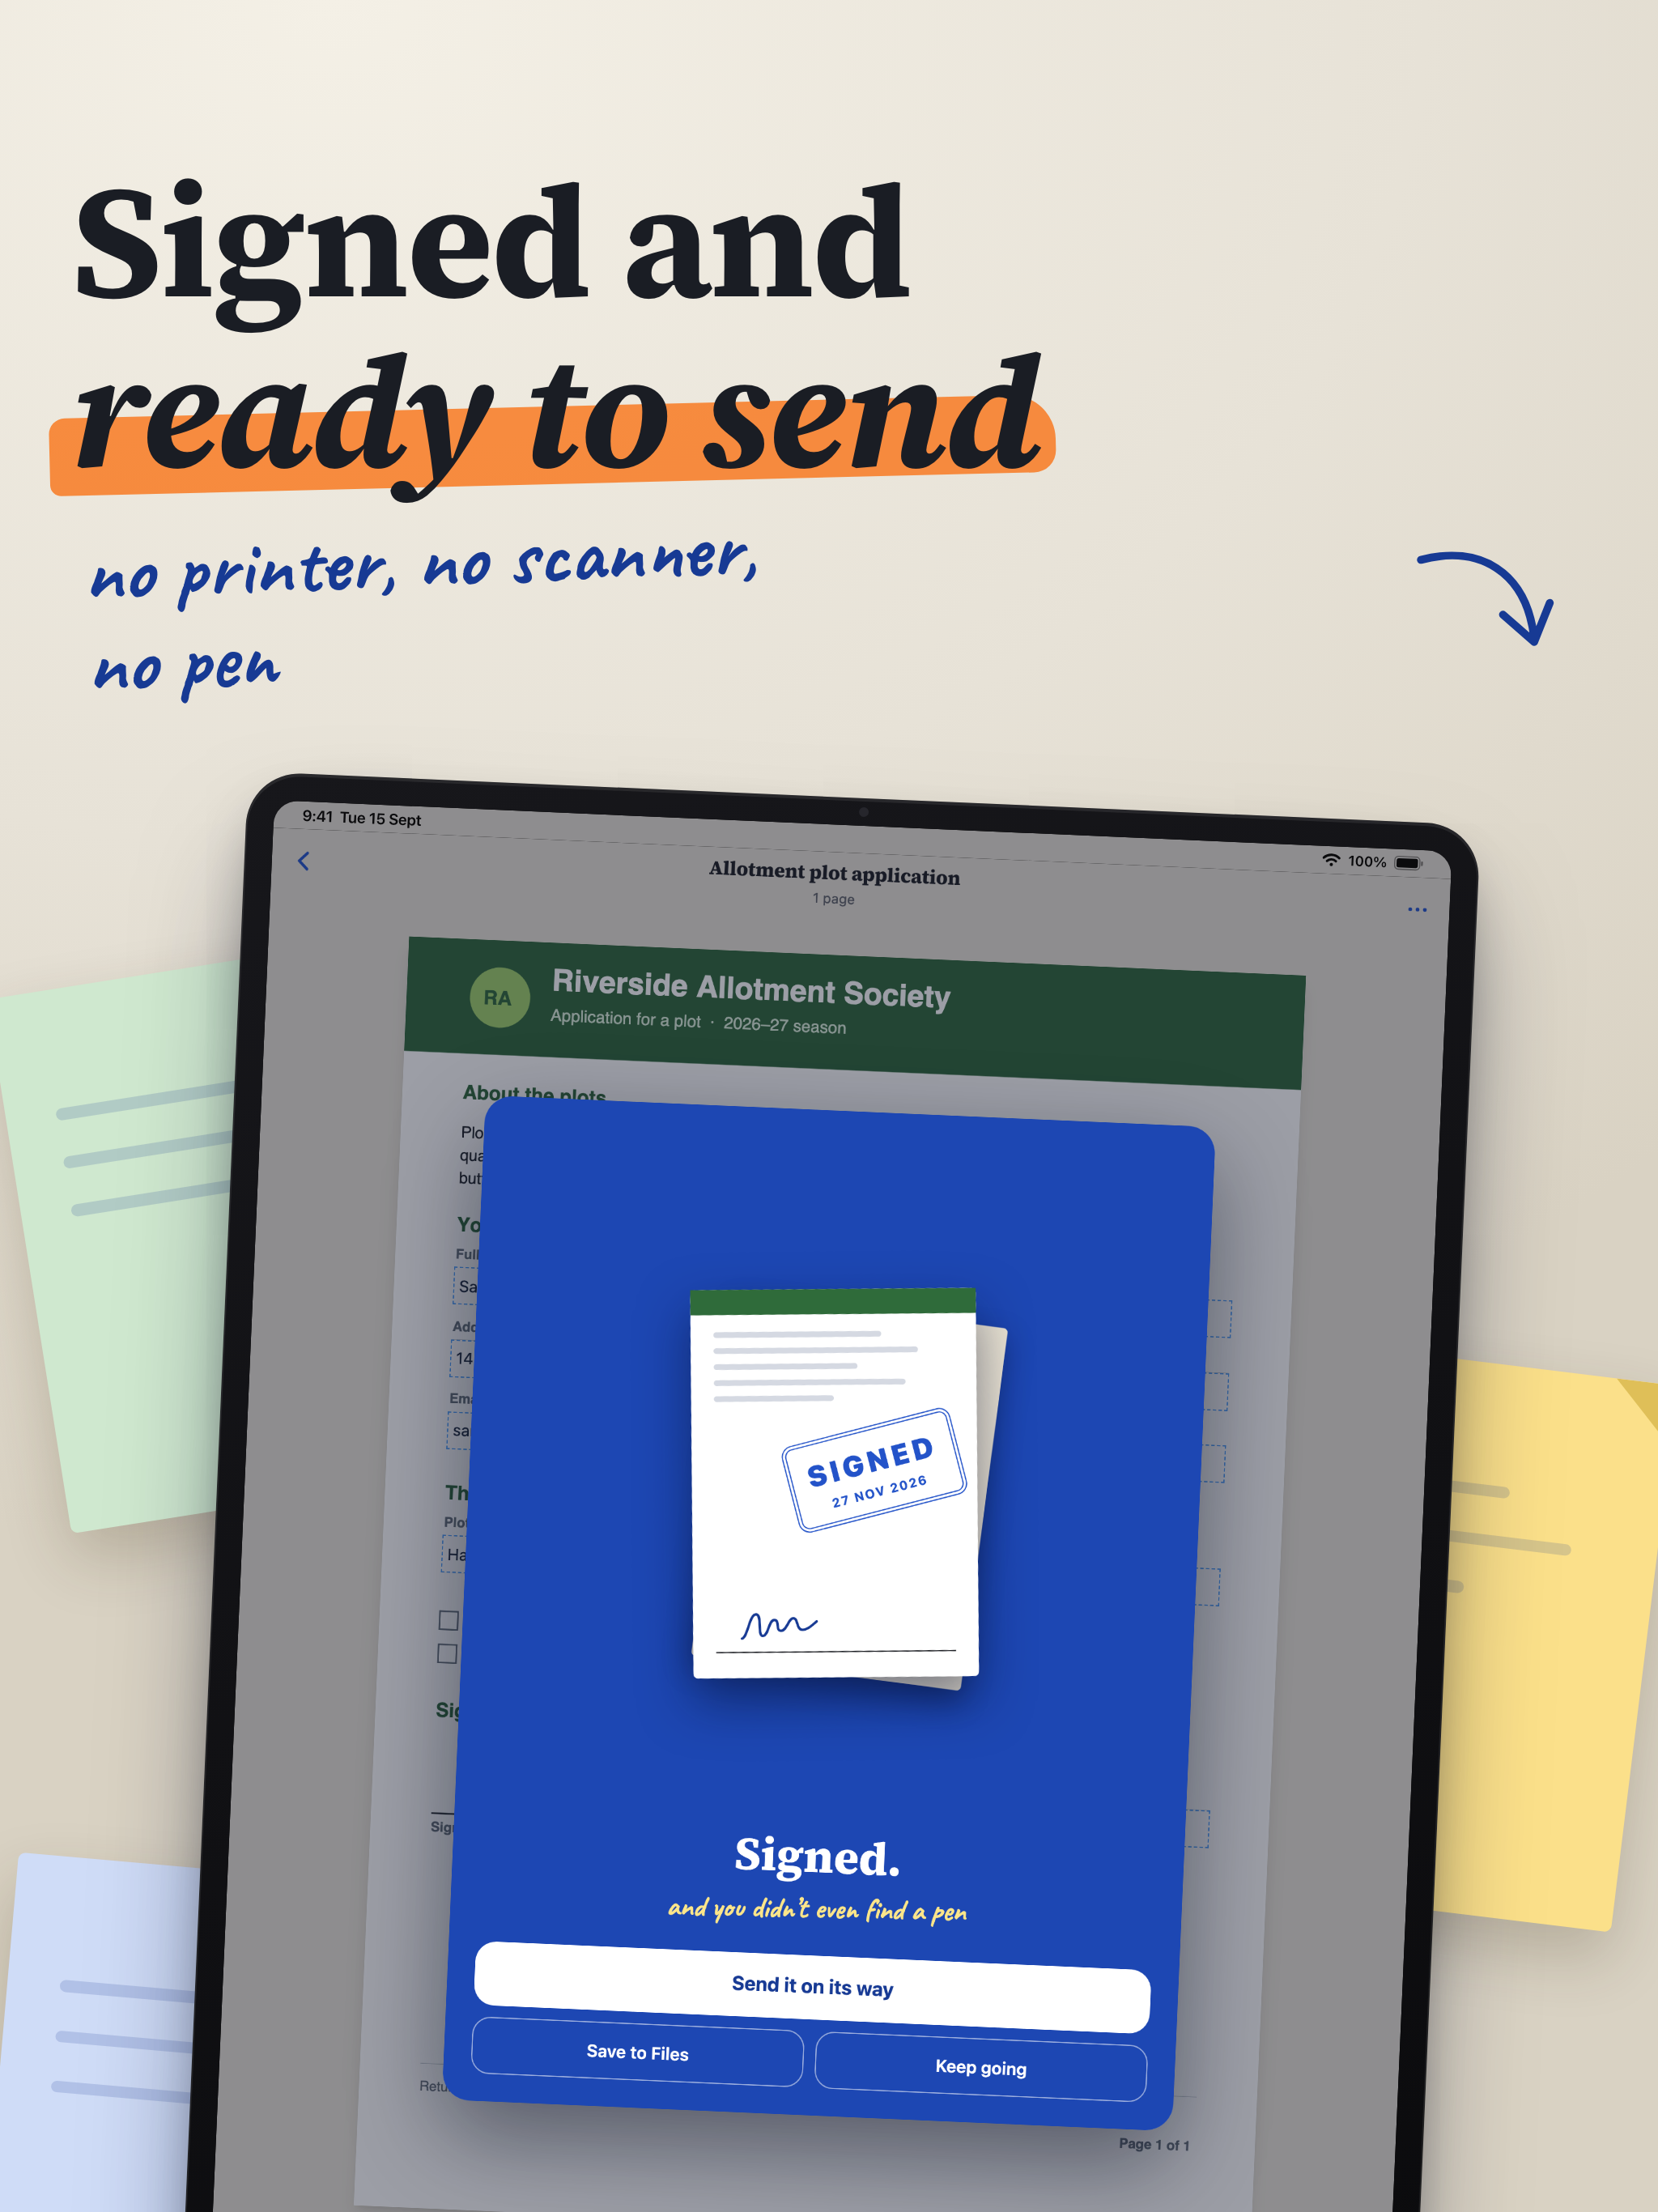 Signed and
ready to send
no printer, no scanner,
no pen
9:41 Tue 15 Sept
100%
Allotment plot application
1 page
RA
Riverside Allotment Society
Application for a plot · 2026–27 season
About the plots
SIGNED
27 NOV 2026
Signed.
and you didn't even find a pen
Send it on its way
Save to Files
Keep going
Page 1 of 1